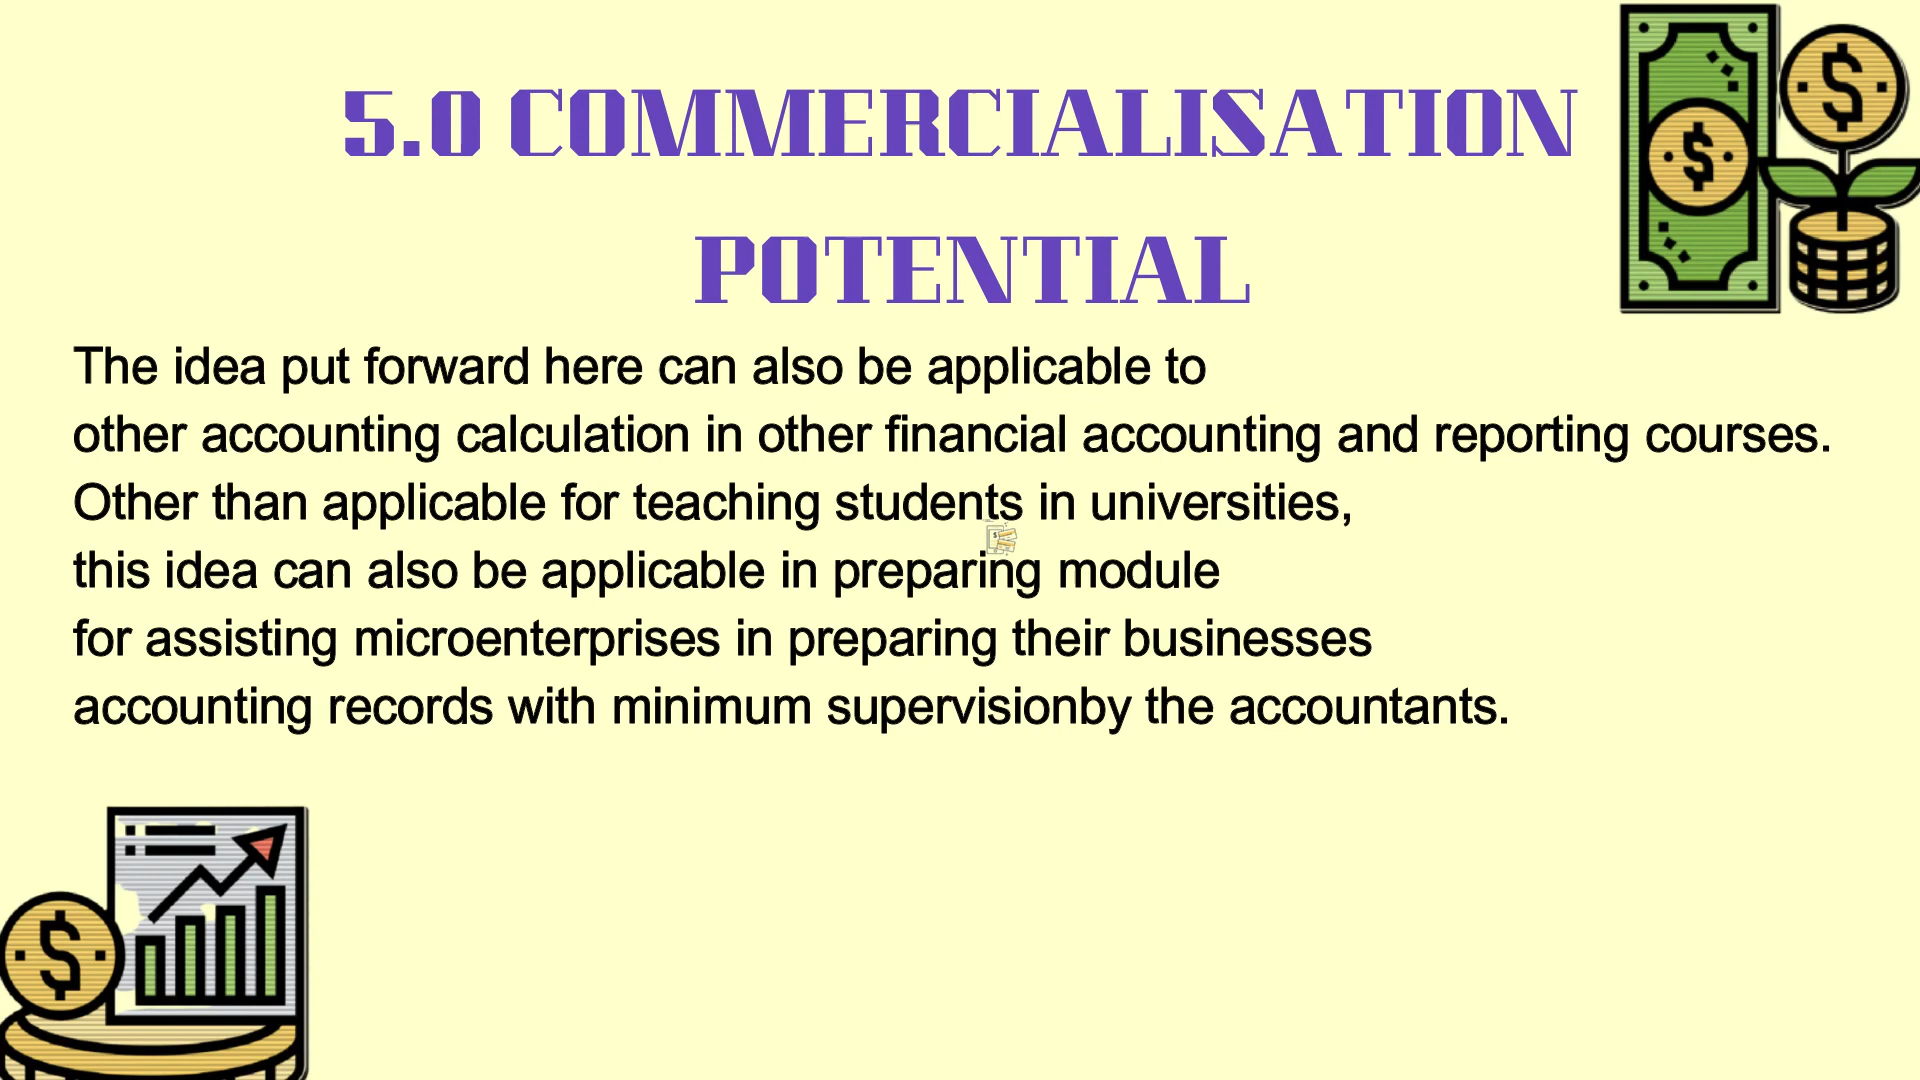 5.0 COMMERCIALISATION
POTENTIAL
The idea put forward here can also be applicable to
other accounting calculation in other financial accounting and reporting courses.
Other than applicable for teaching students in universities,
this idea can also be applicable in preparing module
for assisting microenterprises in preparing their businesses
accounting records with minimum supervisionby the accountants.